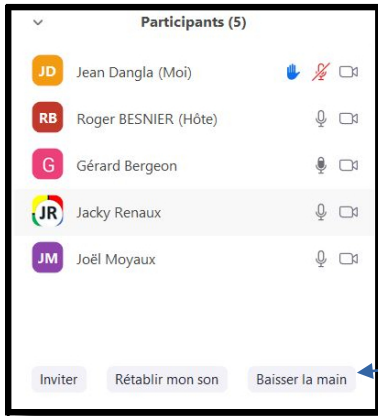 Participants (5)
JD Jean Dangla (Moi)
RB Roger BESNIER (Hôte)
G Gérard Bergeon
JR Jacky Renaux
JM Joël Moyaux
Inviter Rétablir mon son Baisser la main